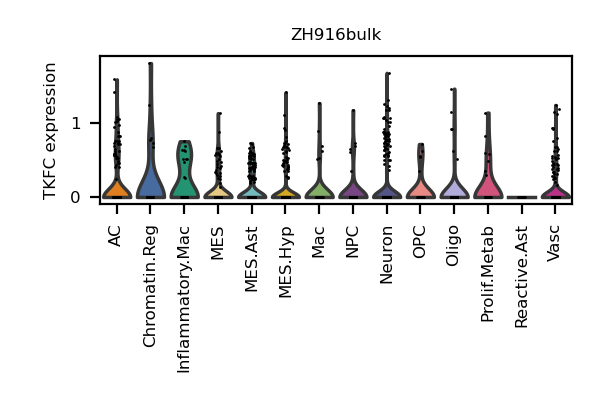 ZH916bulk
TKFC expression
1
0
AC
Chromatin.Reg
Inflammatory.Mac
MES
MES.Ast
MES.Hyp
Mac
NPC
Neuron
OPC
Oligo
Prolif.Metab
Reactive.Ast
Vasc